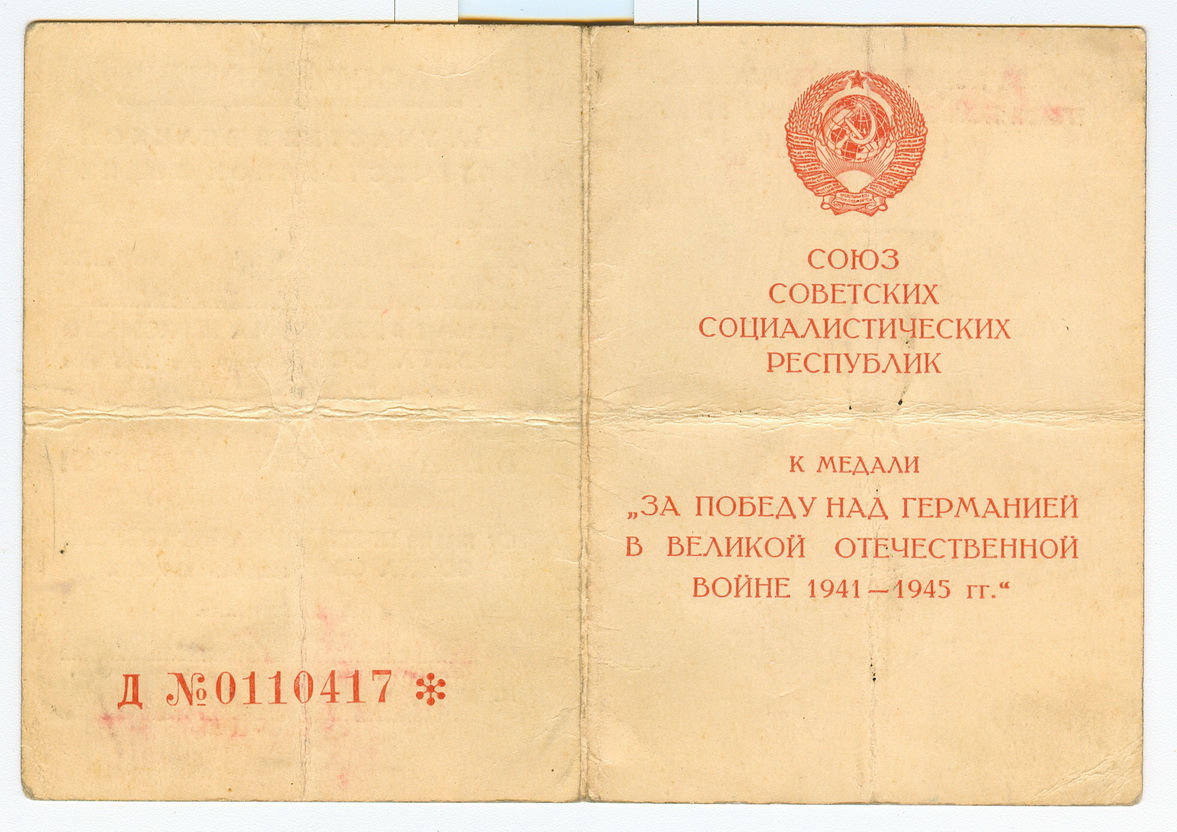 Д №0110417
СОЮЗ
СОВЕТСКИХ
СОЦИАЛИСТИЧЕСКИХ
РЕСПУБЛИК
К МЕДАЛИ
„ЗА ПОБЕДУ НАД ГЕРМАНИЕЙ
В ВЕЛИКОЙ ОТЕЧЕСТВЕННОЙ
ВОЙНЕ 1941—1945 гг.“